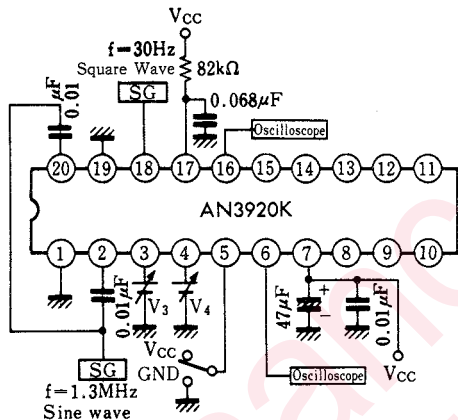 Vcc
f=30Hz
Square Wave
82kΩ
SG
0.01 μF
0.068μF
Oscilloscope
20 19 18 17 16 15 14 13 12 11
AN3920K
1 2 3 4 5 6 7 8 9 10
0.01μF
V3
V4
47μF
+
−
0.01μF
Vcc
GND
SG
Oscilloscope
Vcc
f=1.3MHz
Sine wave